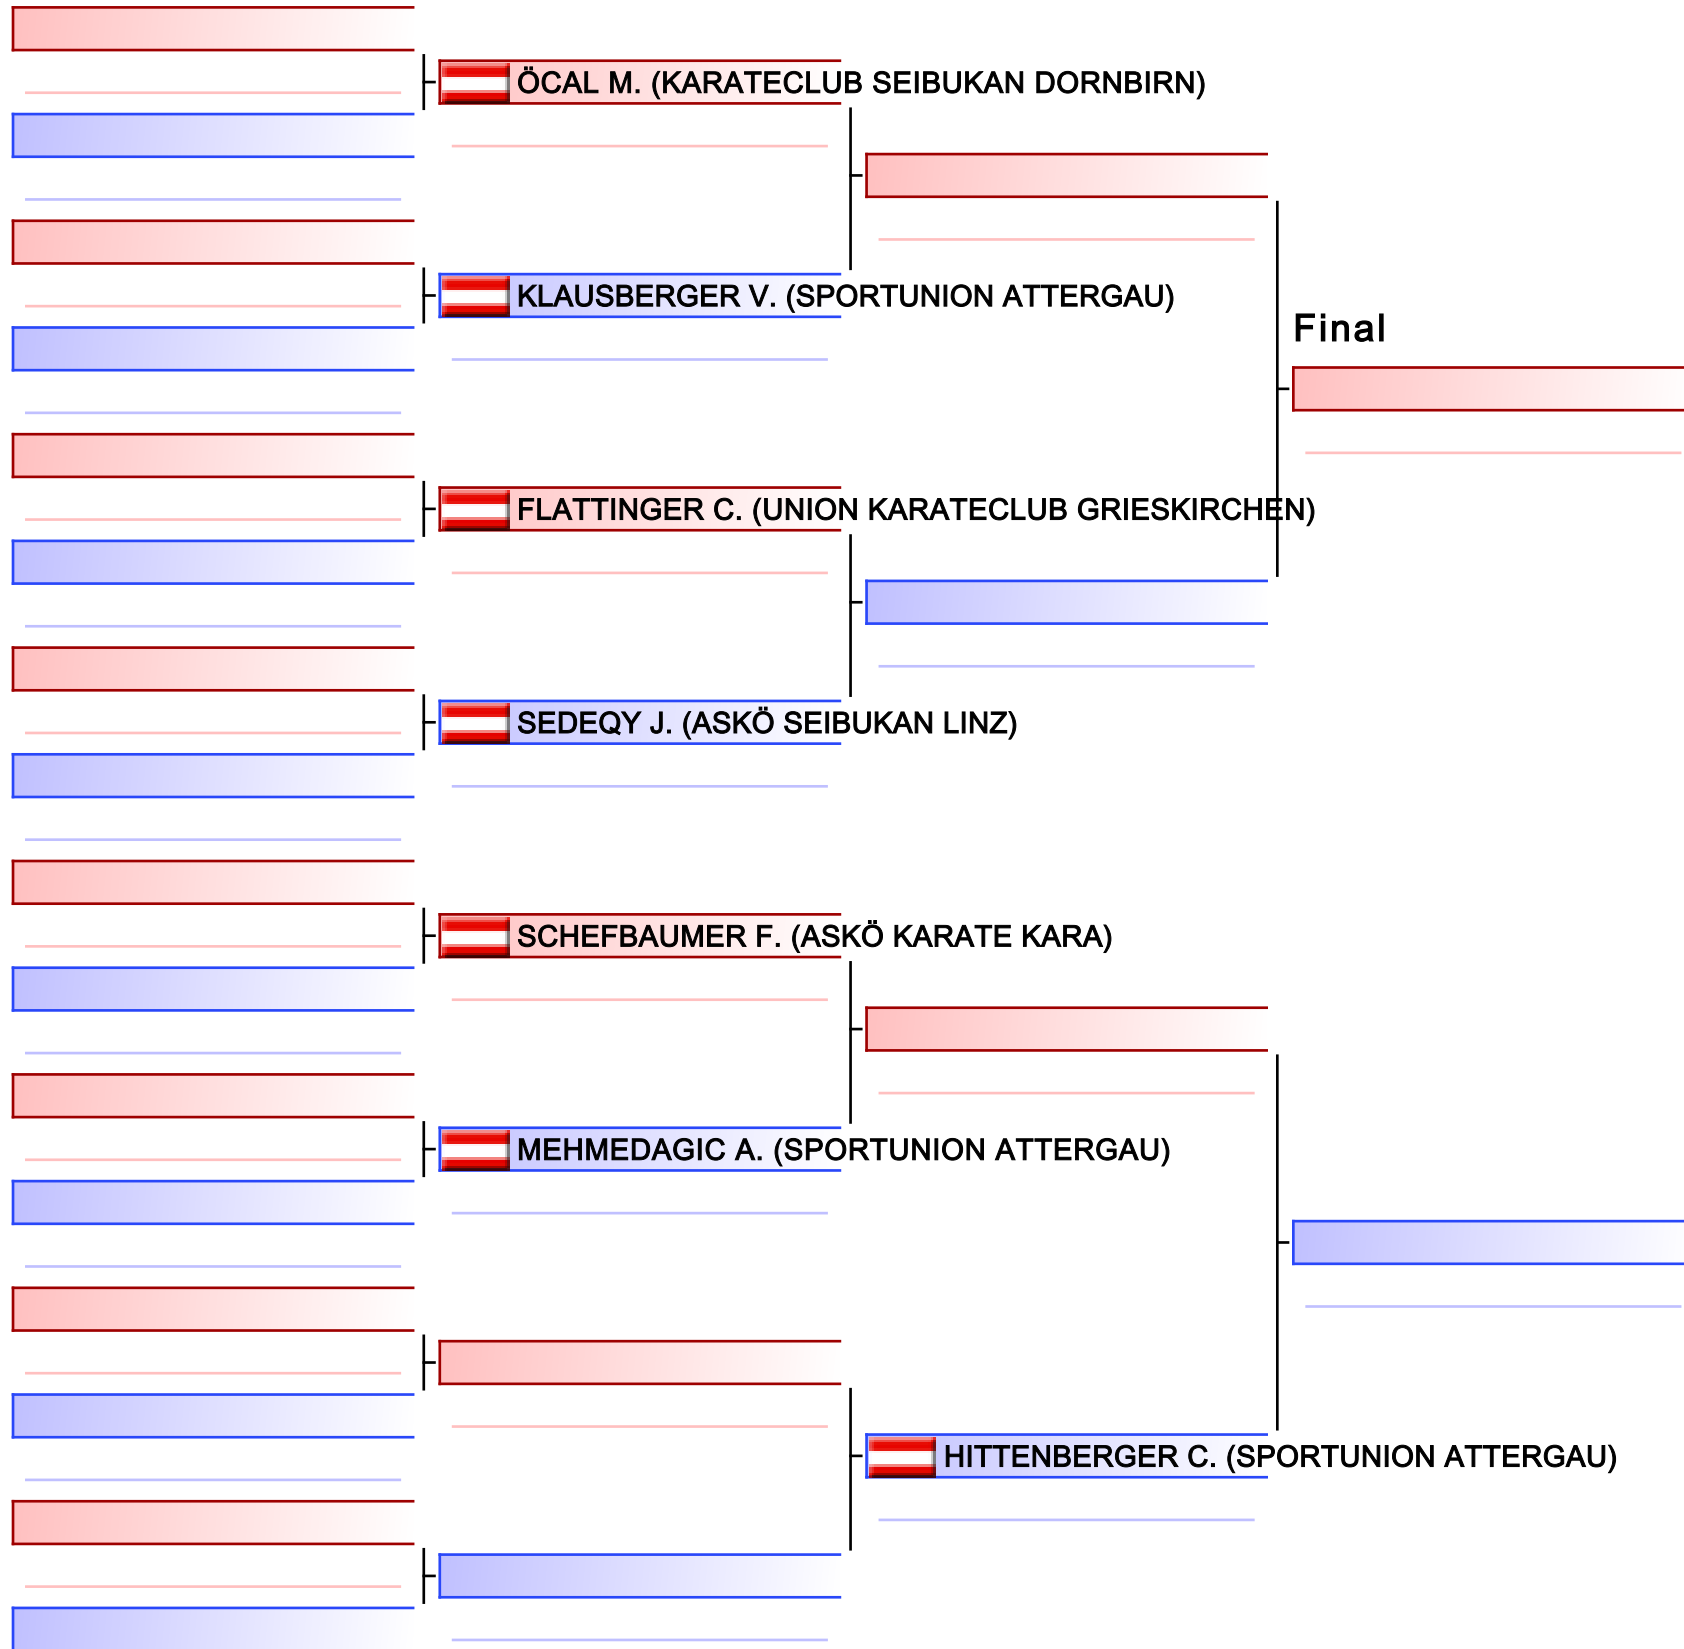 ÖCAL M. (KARATECLUB SEIBUKAN DORNBIRN)
KLAUSBERGER V. (SPORTUNION ATTERGAU)
Final
FLATTINGER C. (UNION KARATECLUB GRIESKIRCHEN)
SEDEQY J. (ASKÖ SEIBUKAN LINZ)
SCHEFBAUMER F. (ASKÖ KARATE KARA)
MEHMEDAGIC A. (SPORTUNION ATTERGAU)
HITTENBERGER C. (SPORTUNION ATTERGAU)